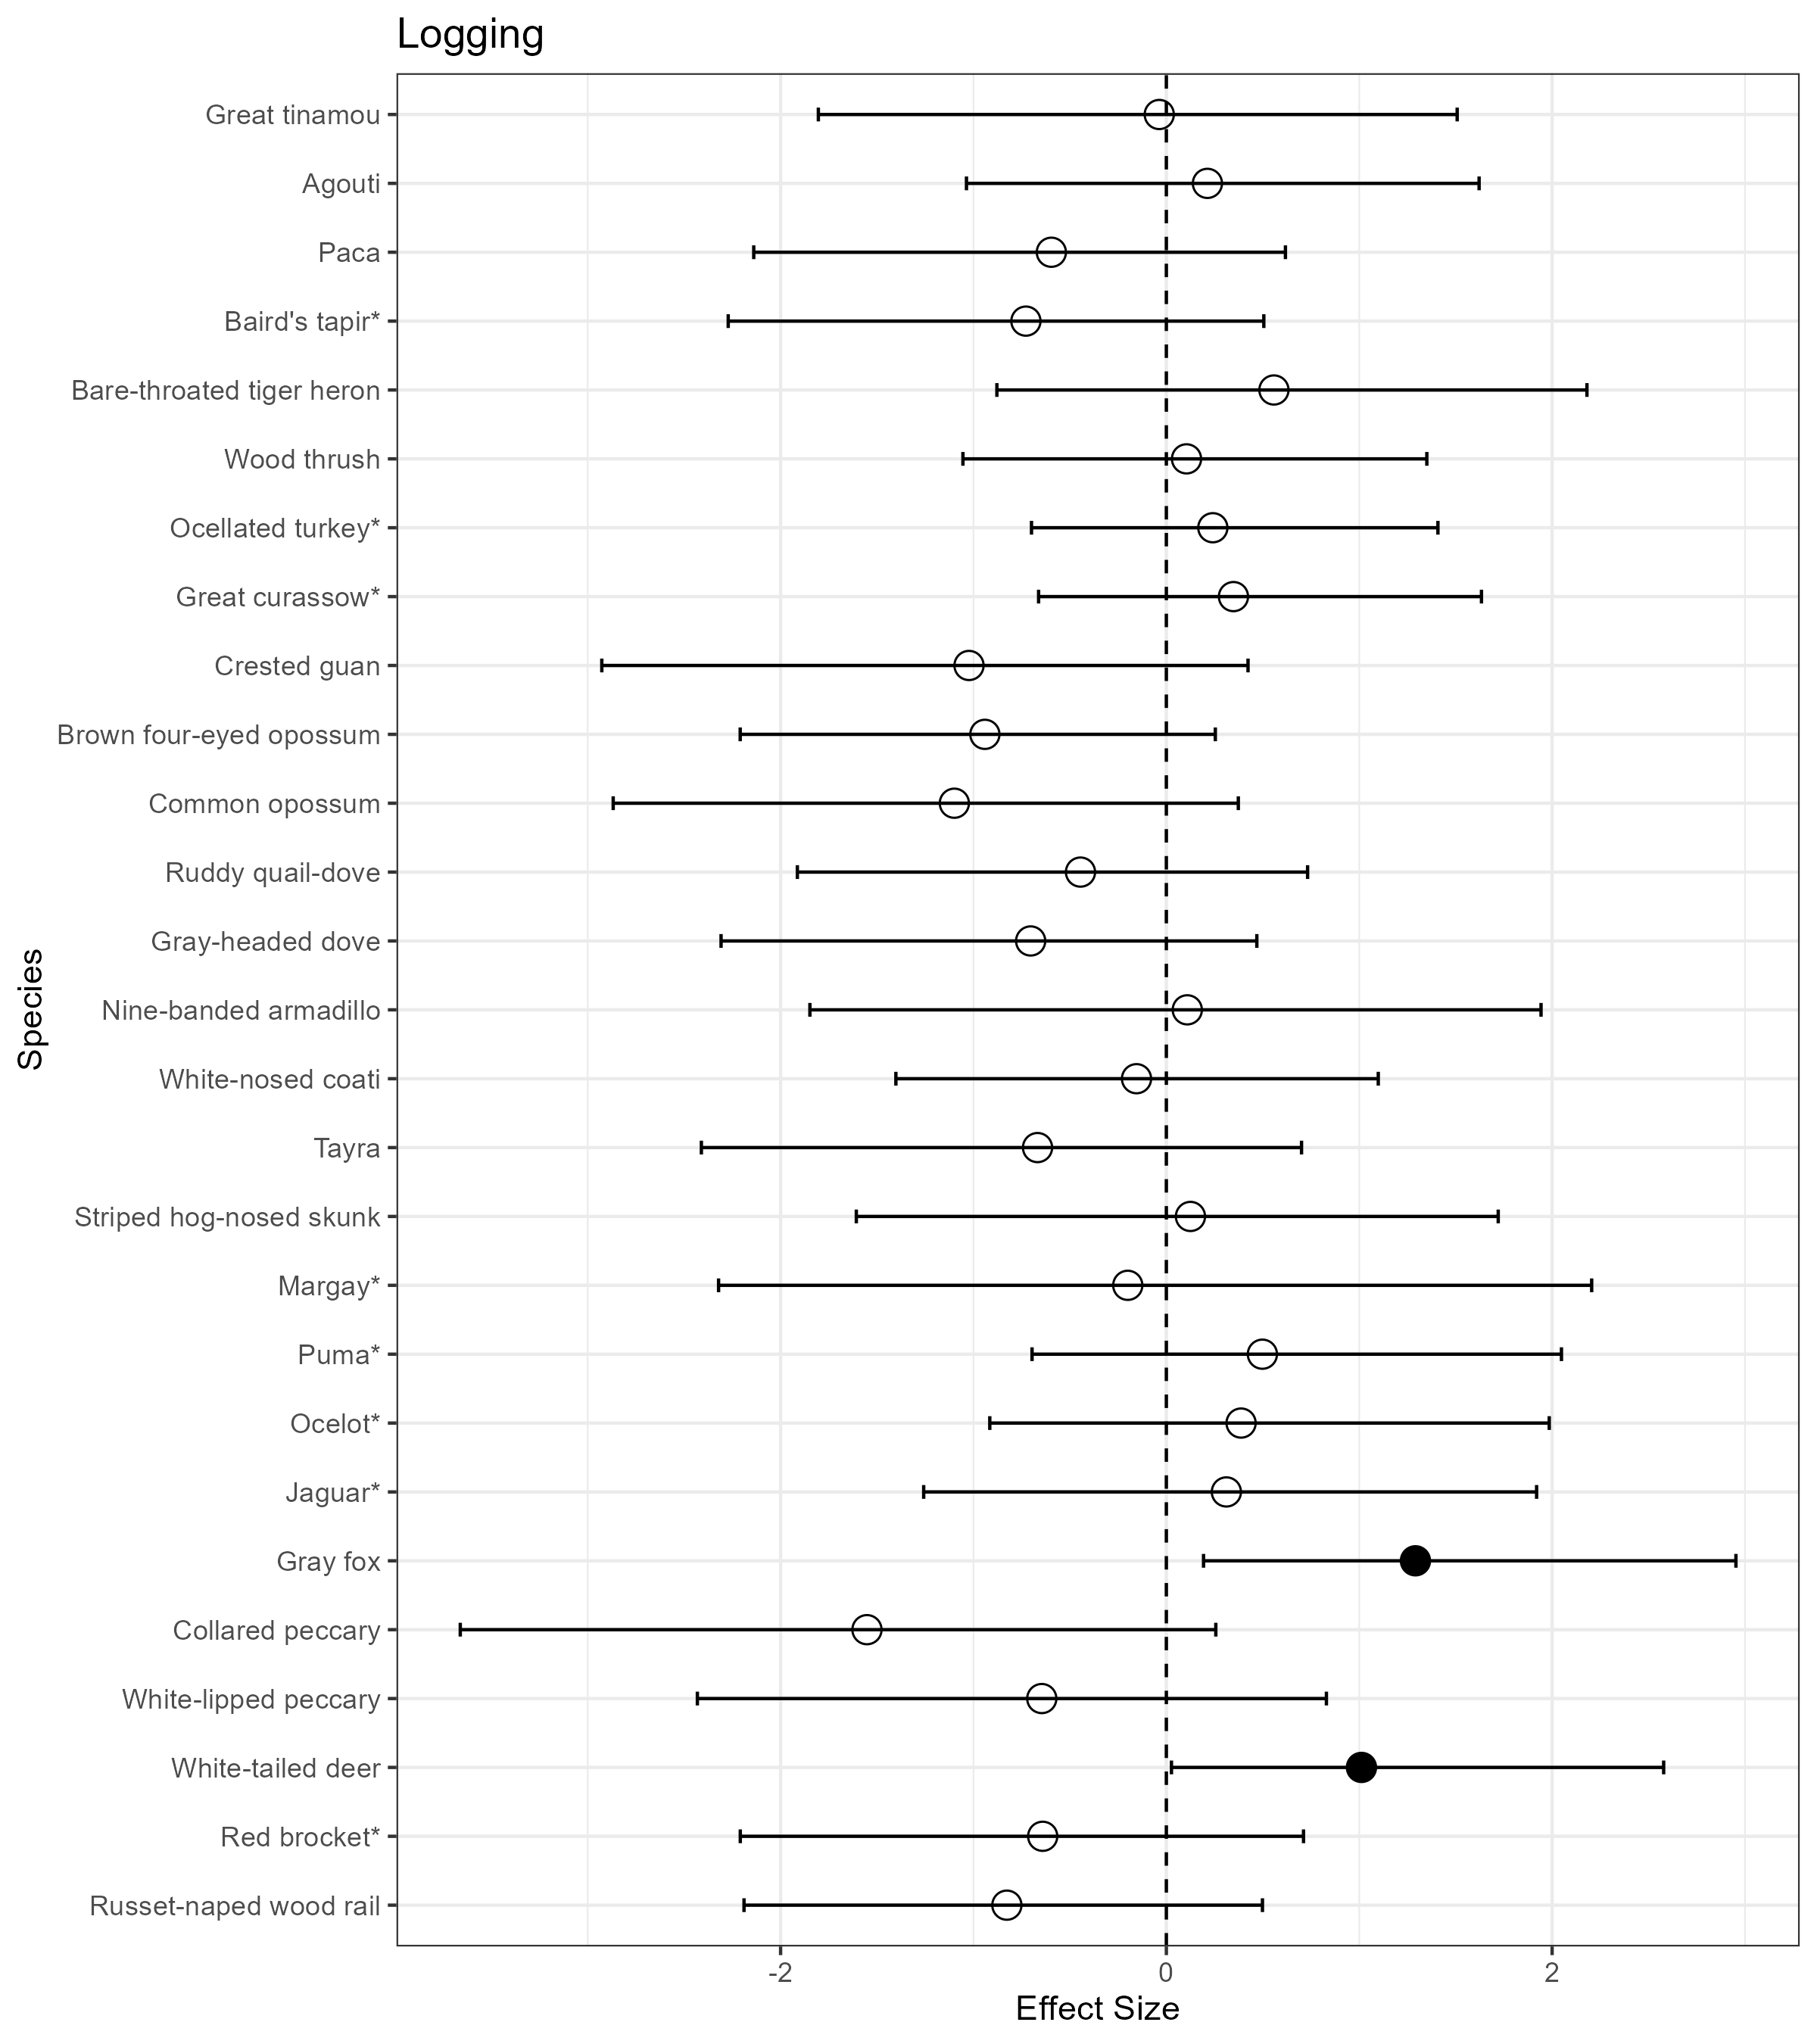 Logging
Great tinamou
Agouti
Paca
Baird's tapir*
Bare-throated tiger heron
Wood thrush
Ocellated turkey*
Great curassow*
Crested guan
Brown four-eyed opossum
Common opossum
Ruddy quail-dove
Gray-headed dove
Nine-banded armadillo
White-nosed coati
Tayra
Striped hog-nosed skunk
Margay*
Puma*
Ocelot*
Jaguar*
Gray fox
Collared peccary
White-lipped peccary
White-tailed deer
Red brocket*
Russet-naped wood rail
Species
-2 0 2
Effect Size